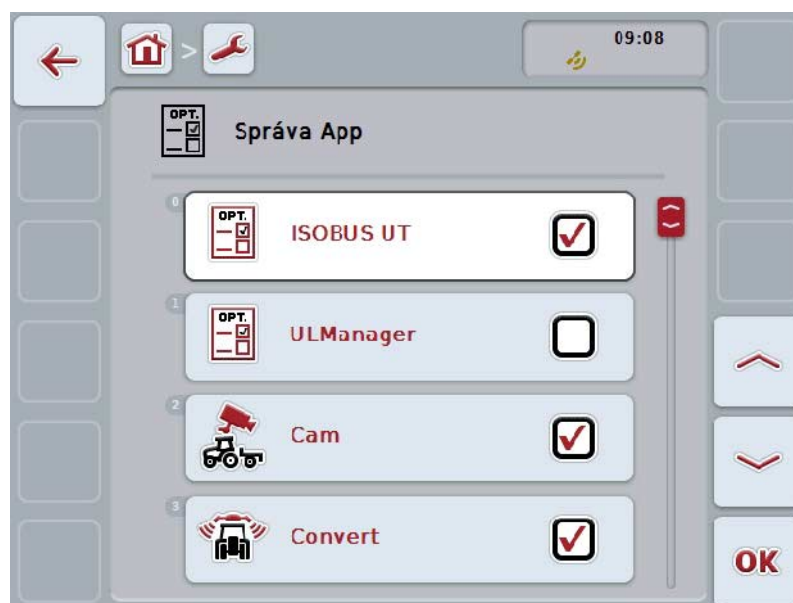 09:08
OPT.
Správa App
0
OPT.
ISOBUS UT
1
OPT.
ULManager
2
Cam
3
Convert
OK